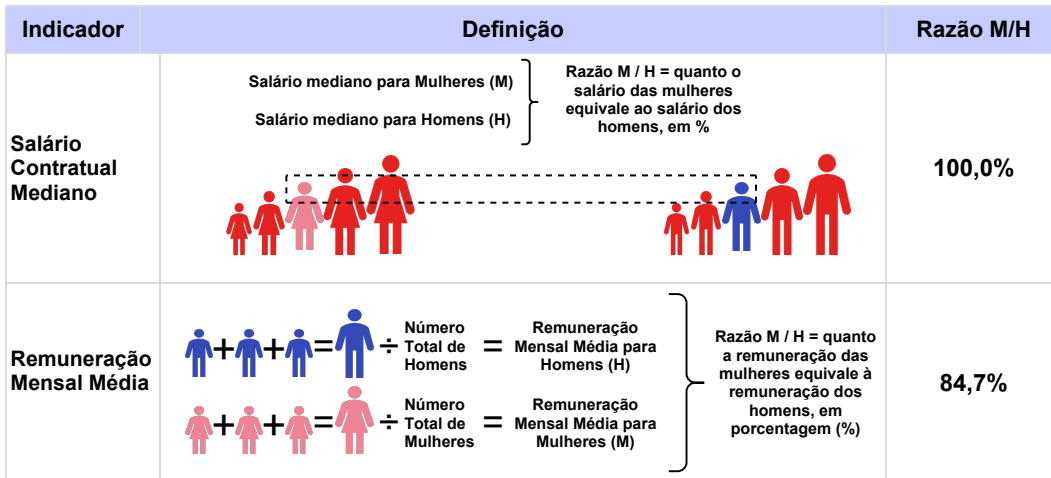 Indicador
Definição
Razão M/H
Salário
Contratual
Mediano
Salário mediano para Mulheres (M)
Salário mediano para Homens (H)
Razão M / H = quanto o
salário das mulheres
equivale ao salário dos
homens, em %
100,0%
Remuneração
Mensal Média
+ + = ÷
Número
Total de
Homens
=
Remuneração
Mensal Média para
Homens (H)
+ + = ÷
Número
Total de
Mulheres
=
Remuneração
Mensal Média para
Mulheres (M)
Razão M / H = quanto
a remuneração das
mulheres equivale à
remuneração dos
homens, em
porcentagem (%)
84,7%